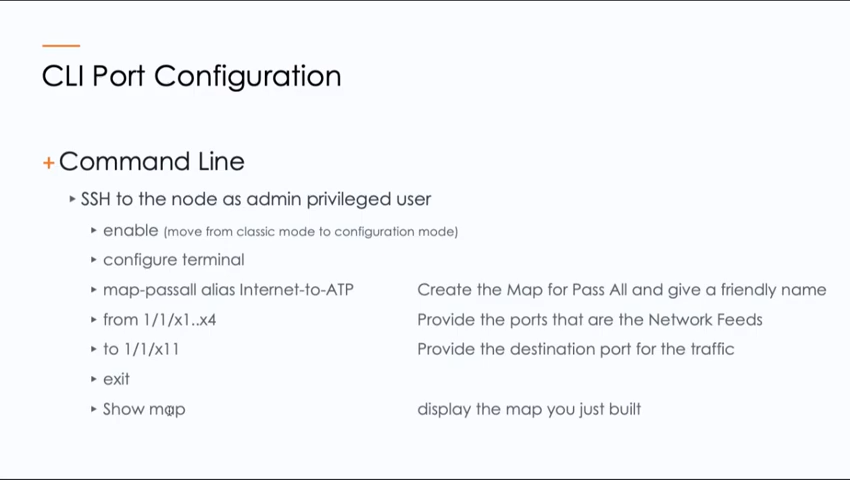 CLI Port Configuration
+ Command Line
▸ SSH to the node as admin privileged user
▸ enable (move from classic mode to configuration mode)
▸ configure terminal
▸ map-passall alias Internet-to-ATP Create the Map for Pass All and give a friendly name
▸ from 1/1/x1..x4 Provide the ports that are the Network Feeds
▸ to 1/1/x11 Provide the destination port for the traffic
▸ exit
▸ Show map display the map you just built